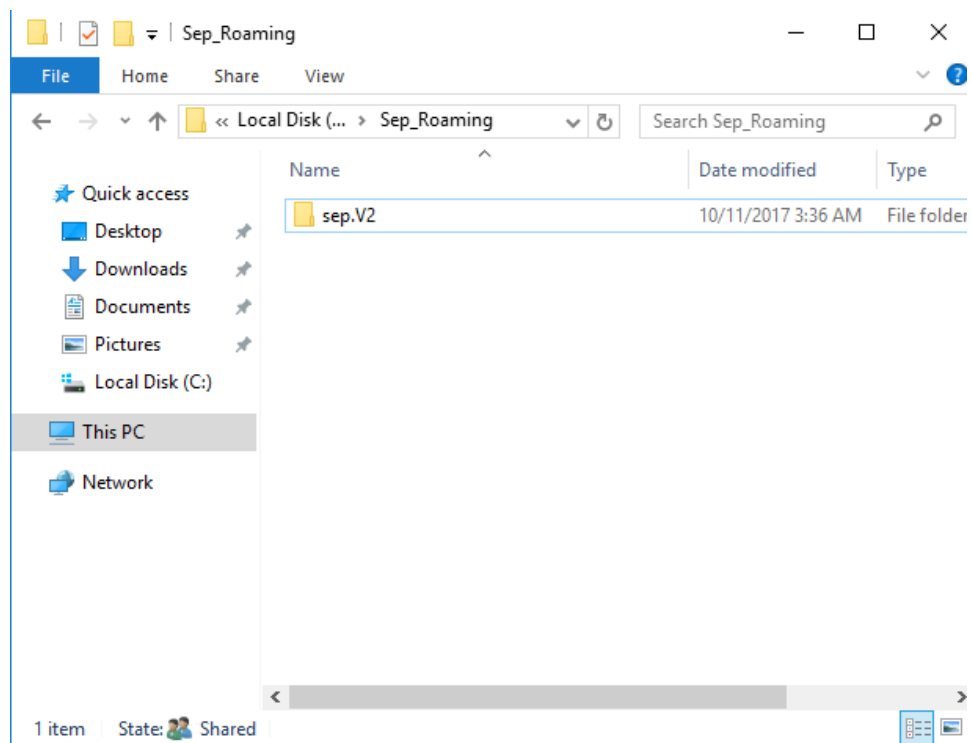 Sep_Roaming
File Home Share View
« Local Disk (... › Sep_Roaming
Search Sep_Roaming
Name Date modified Type
sep.V2 10/11/2017 3:36 AM File folder
Quick access
Desktop
Downloads
Documents
Pictures
Local Disk (C:)
This PC
Network
1 item State: Shared